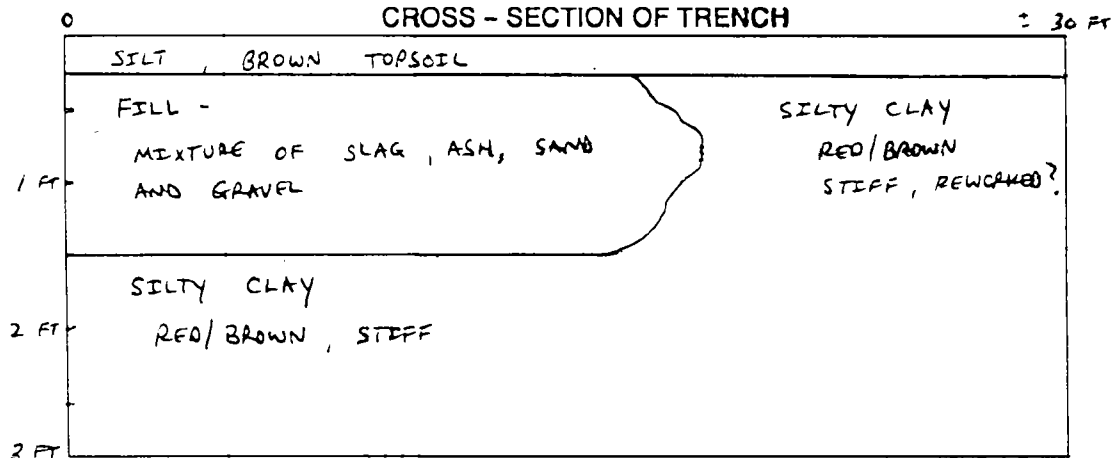 CROSS - SECTION OF TRENCH
0
± 30 FT
SILT , BROWN TOPSOIL
FILL -
MIXTURE OF SLAG , ASH, SAND
AND GRAVEL
SILTY CLAY
RED/BROWN
STIFF, REWORKED?
1 FT
SILTY CLAY
RED/BROWN , STIFF
2 FT
3 FT